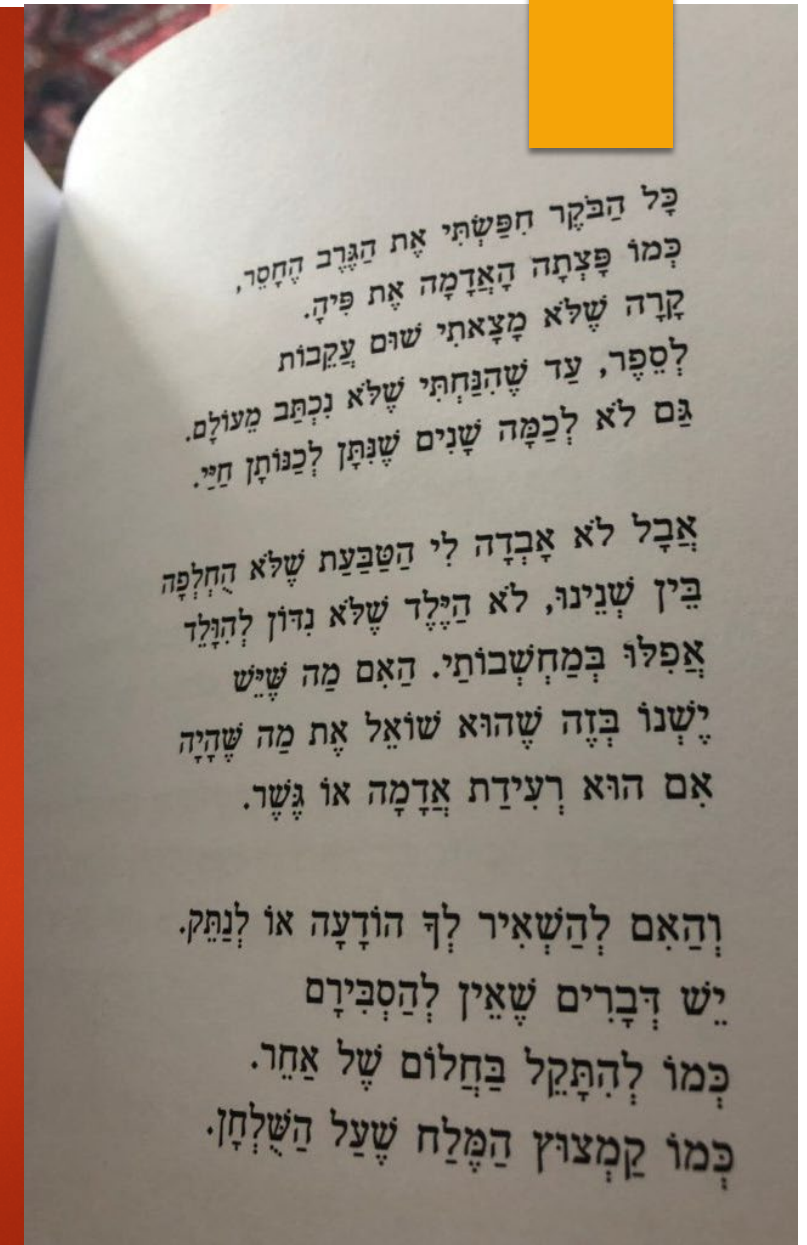 כָּל הַבֹּקֶר חִפַּשְׂתִּי אֶת הַגֶּרֶב הֶחָסֵר,
כְּמוֹ פָּצְתָה הָאֲדָמָה אֶת פִּיהָ.
קָרָה שֶׁלֹּא מָצָאתִי שׁוּם עֲקֵבוֹת
לְסֵפֶר, עַד שֶׁהִנַּחְתִּי שֶׁלֹּא נִכְתַּב מֵעוֹלָם.
גַּם לֹא לְכַמָּה שָׁנִים שֶׁנִּתָּן לְכַנּוֹתָן חַיַּי.
אֲבָל לֹא אָבְדָה לִי הַטַּבַּעַת שֶׁלֹּא הֻחְלְפָה
בֵּין שְׁנֵינוּ, לֹא הַיֶּלֶד שֶׁלֹּא נִדּוֹן לְהִוָּלֵד
אֲפִלּוּ בְּמַחְשְׁבוֹתַי. הַאִם מַה שֶּׁיֵּשׁ
יֶשְׁנוֹ בְּזֶה שֶׁהוּא שׁוֹאֵל אֶת מַה שֶּׁהָיָה
אִם הוּא רְעִידַת אֲדָמָה אוֹ גֶּשֶׁר.
וְהַאִם לְהַשְׁאִיר לְךָ הוֹדָעָה אוֹ לְנַתֵּק.
יֵשׁ דְּבָרִים שֶׁאֵין לְהַסְבִּירָם
כְּמוֹ לְהִתָּקֵל בַּחֲלוֹם שֶׁל אַחֵר.
כְּמוֹ קַמְצוּץ הַמֶּלַח שֶׁעַל הַשֻּׁלְחָן.